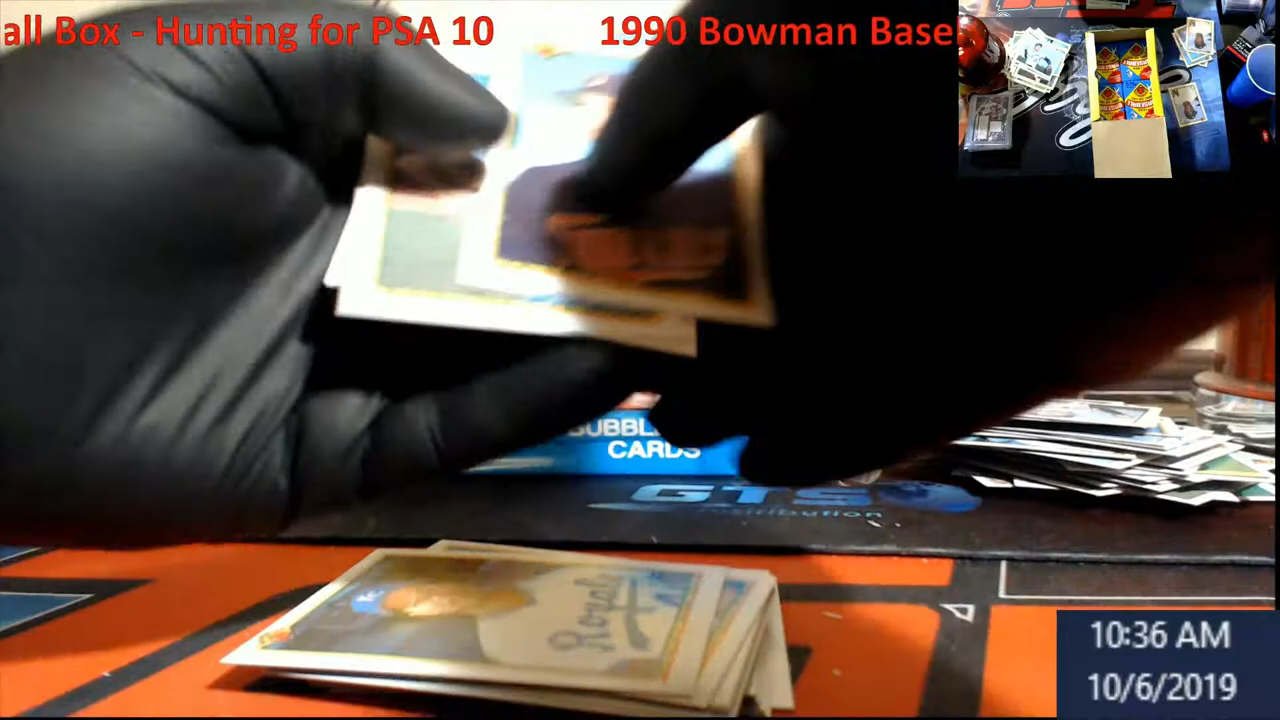 all Box - Hunting for PSA 10 1990 Bowman Base
BUBBL
CARDS
GTS
Distribution
Royals
10:36 AM
10/6/2019